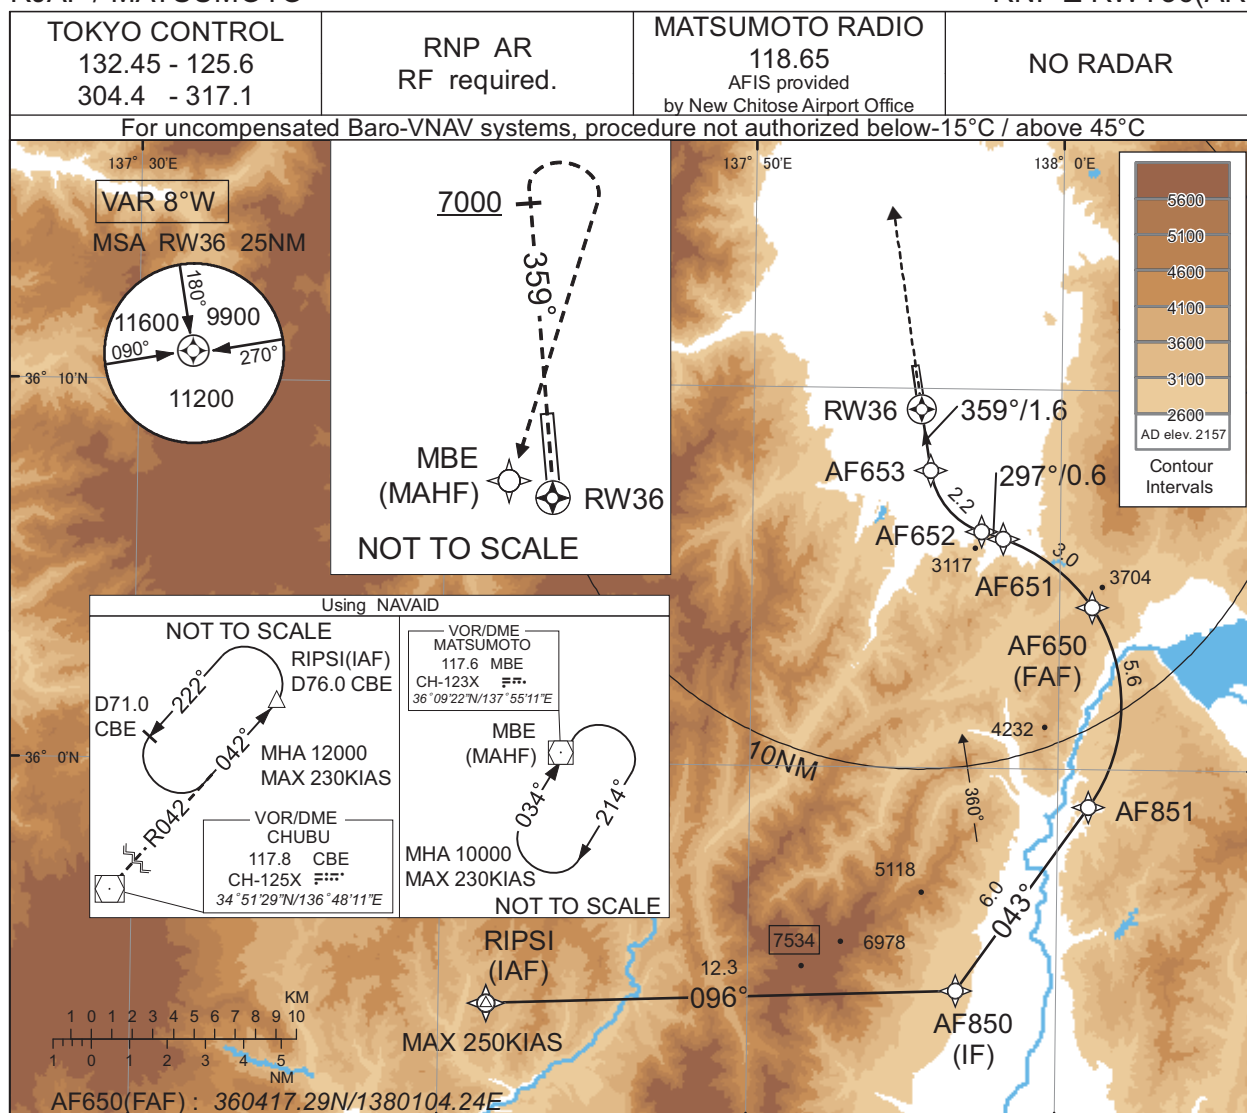 TOKYO CONTROL
132.45 - 125.6
304.4 - 317.1
RNP AR
RF required.
MATSUMOTO RADIO
118.65
AFIS provided
by New Chitose Airport Office
NO RADAR
For uncompensated Baro-VNAV systems, procedure not authorized below-15°C / above 45°C
137° 30'E
137° 50'E
138° 0'E
VAR 8°W
MSA RW36 25NM
180°
11600
9900
090°
270°
11200
36° 10'N
7000
359°
MBE
(MAHF)
RW36
NOT TO SCALE
5600
5100
4600
4100
3600
3100
2600
AD elev. 2157
Contour
Intervals
RW36
359°/1.6
AF653
2.2
297°/0.6
AF652
3117
3.0
AF651
3704
AF650
(FAF)
5.6
4232
10NM
360°
AF851
Using NAVAID
NOT TO SCALE
RIPSI(IAF)
D76.0 CBE
D71.0
CBE
222°
042°
MHA 12000
MAX 230KIAS
R042
VOR/DME
CHUBU
117.8 CBE
CH-125X
34°51'29"N/136°48'11"E
VOR/DME
MATSUMOTO
117.6 MBE
CH-123X
36°09'22"N/137°55'11"E
MBE
(MAHF)
034°
214°
MHA 10000
MAX 230KIAS
NOT TO SCALE
36° 0'N
5118
6.0
043°
7534
6978
RIPSI
(IAF)
12.3
096°
MAX 250KIAS
AF850
(IF)
KM
1 0 1 2 3 4 5 6 7 8 9 10
1 0 1 2 3 4 5
NM
AF650(FAF) : 360417.29N/1380104.24E